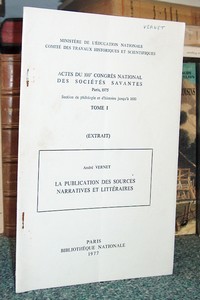 MINISTÈRE DE L'ÉDUCATION NATIONALE
COMITÉ DES TRAVAUX HISTORIQUES ET SCIENTIFIQUES
ACTES DU 100e CONGRÈS NATIONAL
DES SOCIÉTÉS SAVANTES
Paris, 1975
Section de philologie et d'histoire jusqu'à 1610
TOME I
(EXTRAIT)
André VERNET
LA PUBLICATION DES SOURCES
NARRATIVES ET LITTÉRAIRES
PARIS
BIBLIOTHÈQUE NATIONALE
1977